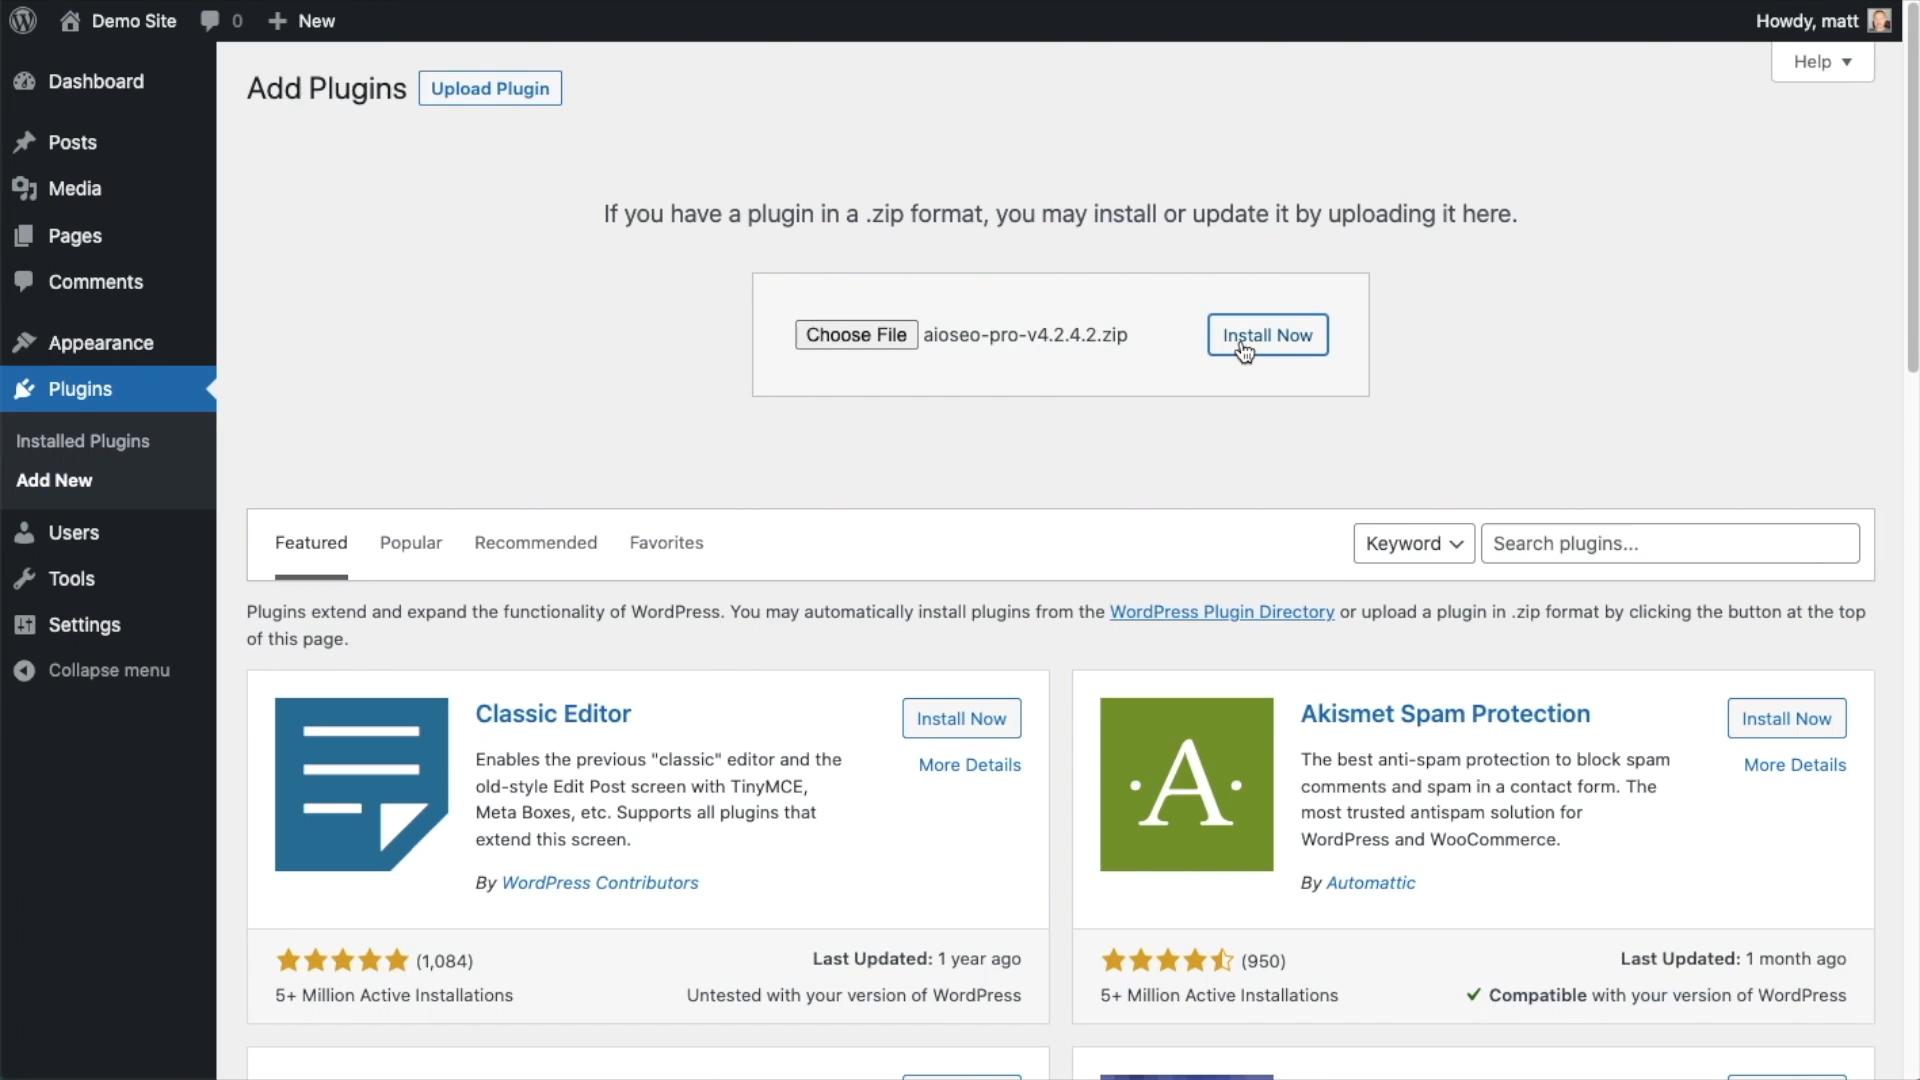 Demo Site
0
New
Howdy, matt
Help
Dashboard
Posts
Media
Pages
Comments
Appearance
Plugins
Installed Plugins
Add New
Users
Tools
Settings
Collapse menu
Add Plugins
Upload Plugin
If you have a plugin in a .zip format, you may install or update it by uploading it here.
Choose File aioseo-pro-v4.2.4.2.zip
Install Now
Featured
Popular
Recommended
Favorites
Keyword
Search plugins...
Plugins extend and expand the functionality of WordPress. You may automatically install plugins from the WordPress Plugin Directory or upload a plugin in .zip format by clicking the button at the top
of this page.
Classic Editor
Install Now
More Details
Enables the previous "classic" editor and the
old-style Edit Post screen with TinyMCE,
Meta Boxes, etc. Supports all plugins that
extend this screen.
By WordPress Contributors
(1,084)
5+ Million Active Installations
Last Updated: 1 year ago
Untested with your version of WordPress
·A·
Akismet Spam Protection
Install Now
More Details
The best anti-spam protection to block spam
comments and spam in a contact form. The
most trusted antispam solution for
WordPress and WooCommerce.
By Automattic
(950)
5+ Million Active Installations
Last Updated: 1 month ago
Compatible with your version of WordPress